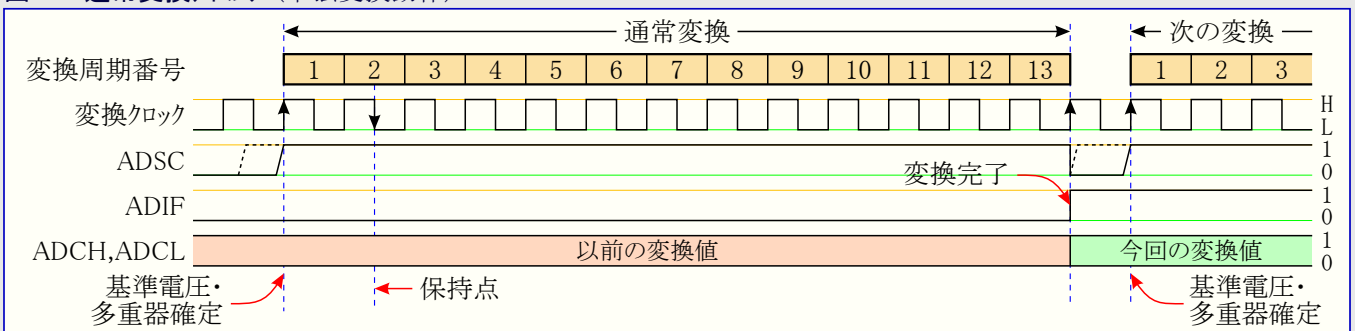 通常変換
次の変換
変換周期番号 1 2 3 4 5 6 7 8 9 10 11 12 13 1 2 3
変換ｸﾛｯｸ
H
L
ADSC
1
0
変換完了
ADIF
1
0
ADCH,ADCL
以前の変換値
今回の変換値
1
0
基準電圧・
多重器確定
保持点
基準電圧・
多重器確定